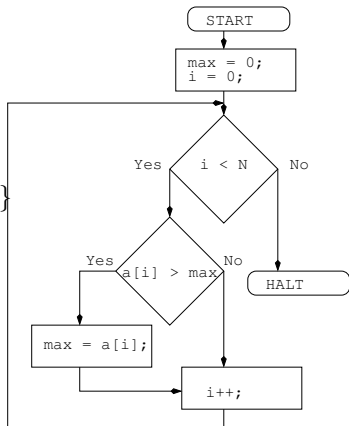 START
max = 0;
i = 0;
Yes
i < N
No
}
Yes
a[i] > max
No
HALT
max = a[i];
i++;